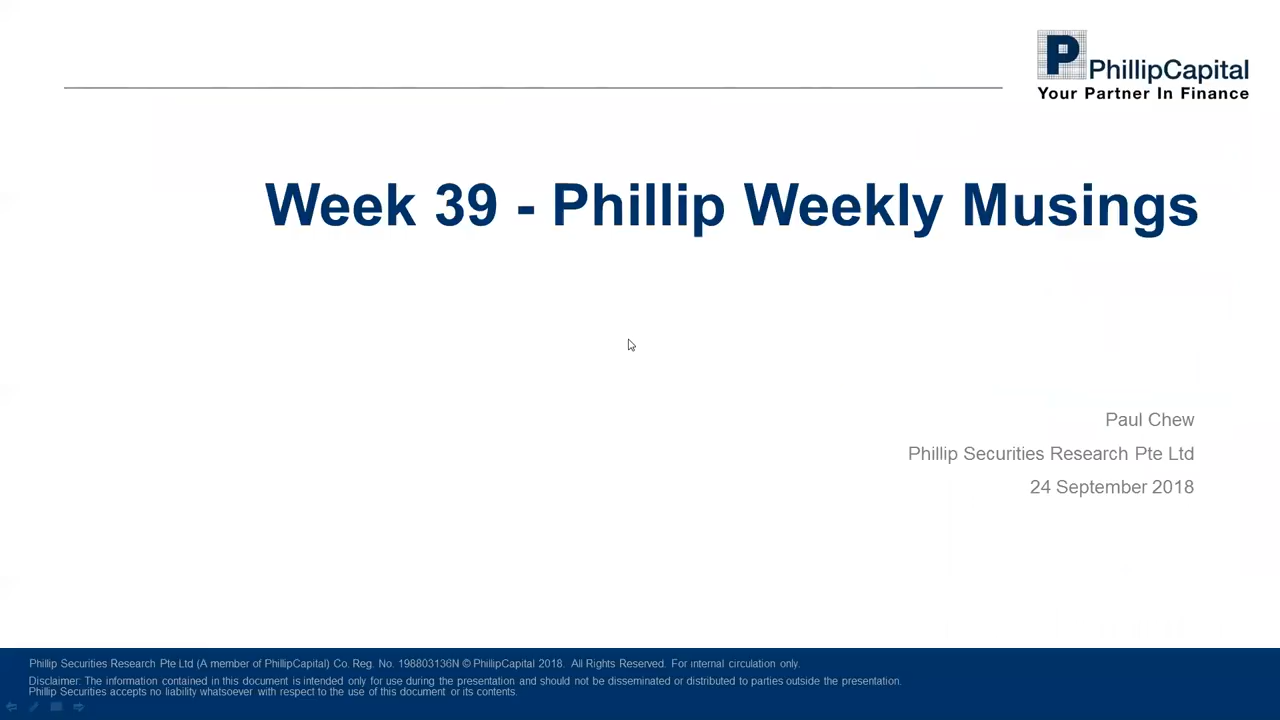 P
PhillipCapital
Your Partner In Finance
Week 39 - Phillip Weekly Musings
Paul Chew
Phillip Securities Research Pte Ltd
24 September 2018
Phillip Securities Research Pte Ltd (A member of PhillipCapital) Co. Reg. No. 198803136N © PhillipCapital 2018. All Rights Reserved. For internal circulation only.
Disclaimer: The information contained in this document is intended only for use during the presentation and should not be disseminated or distributed to parties outside the presentation.
Phillip Securities accepts no liability whatsoever with respect to the use of this document or its contents.